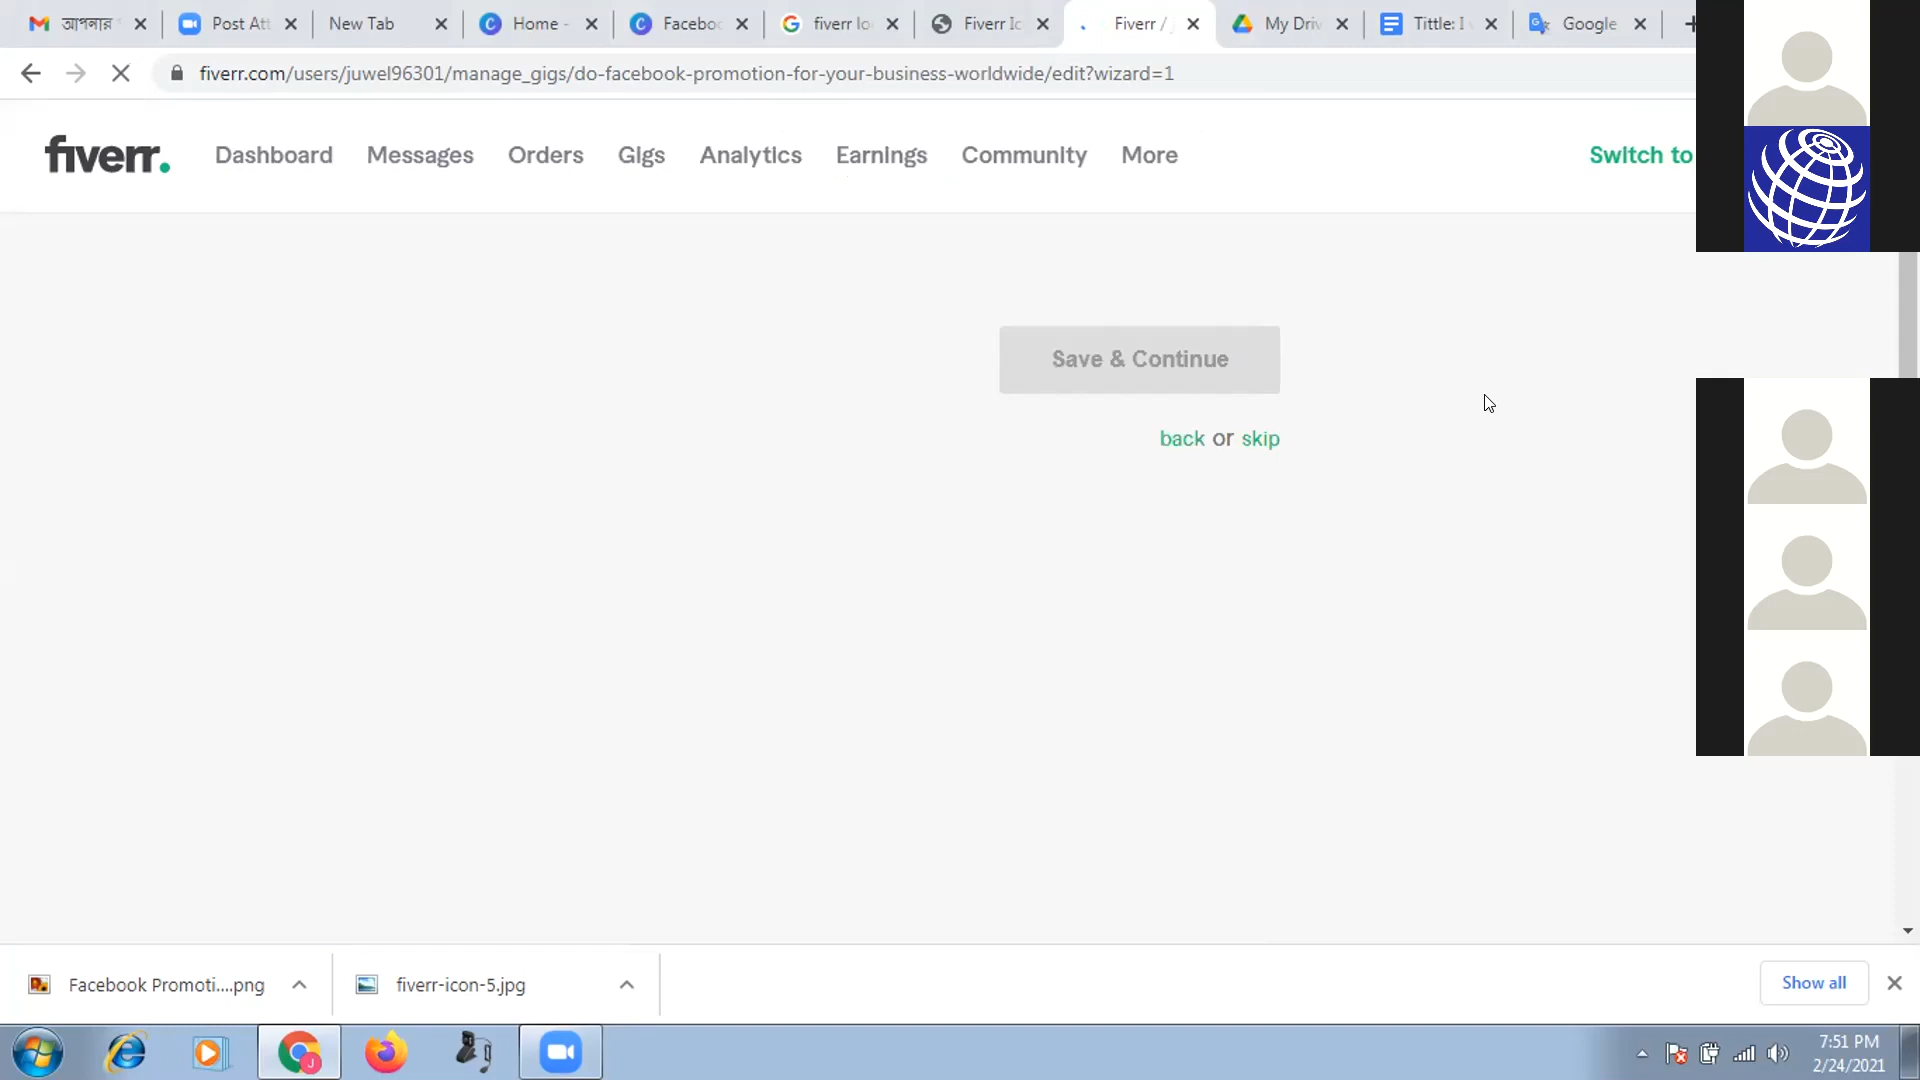 আপনার
Post Att
New Tab
Home -
Faceboo
fiverr lo
Fiverr Ic
Fiverr /
My Driv
Tittle: I
Google
fiverr.com/users/juwel96301/manage_gigs/do-facebook-promotion-for-your-business-worldwide/edit?wizard=1
fiverr.
Dashboard
Messages
Orders
Gigs
Analytics
Earnings
Community
More
Switch to
Save & Continue
back or skip
Facebook Promoti....png
fiverr-icon-5.jpg
Show all
7:51 PM
2/24/2021